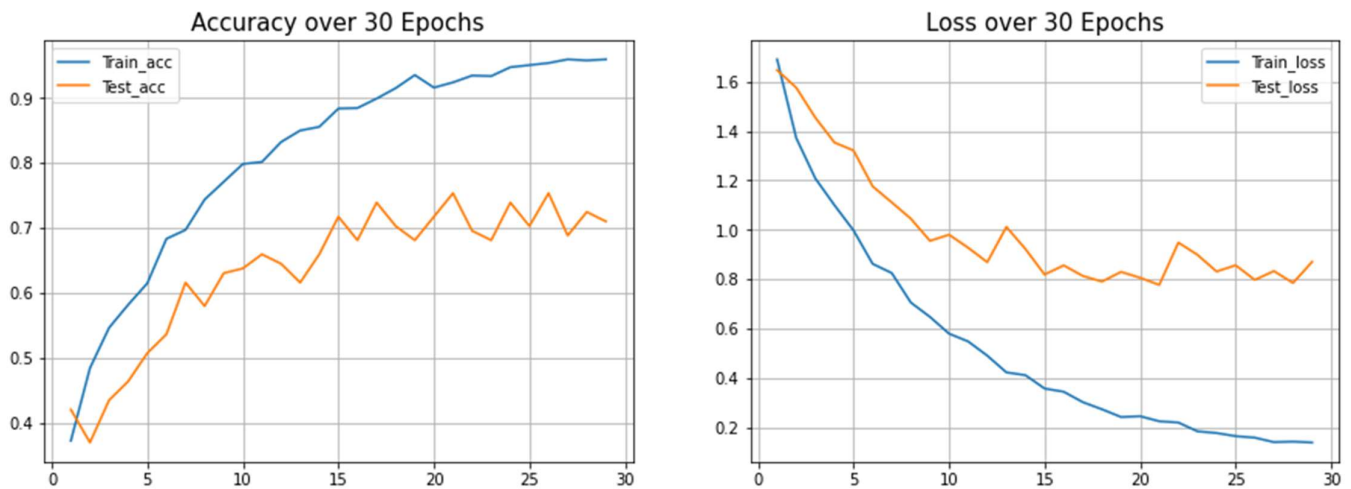 Accuracy over 30 Epochs
Train_acc
Test_acc
0.9
0.8
0.7
0.6
0.5
0.4
0 5 10 15 20 25 30
Loss over 30 Epochs
Train_loss
Test_loss
1.6
1.4
1.2
1.0
0.8
0.6
0.4
0.2
0 5 10 15 20 25 30